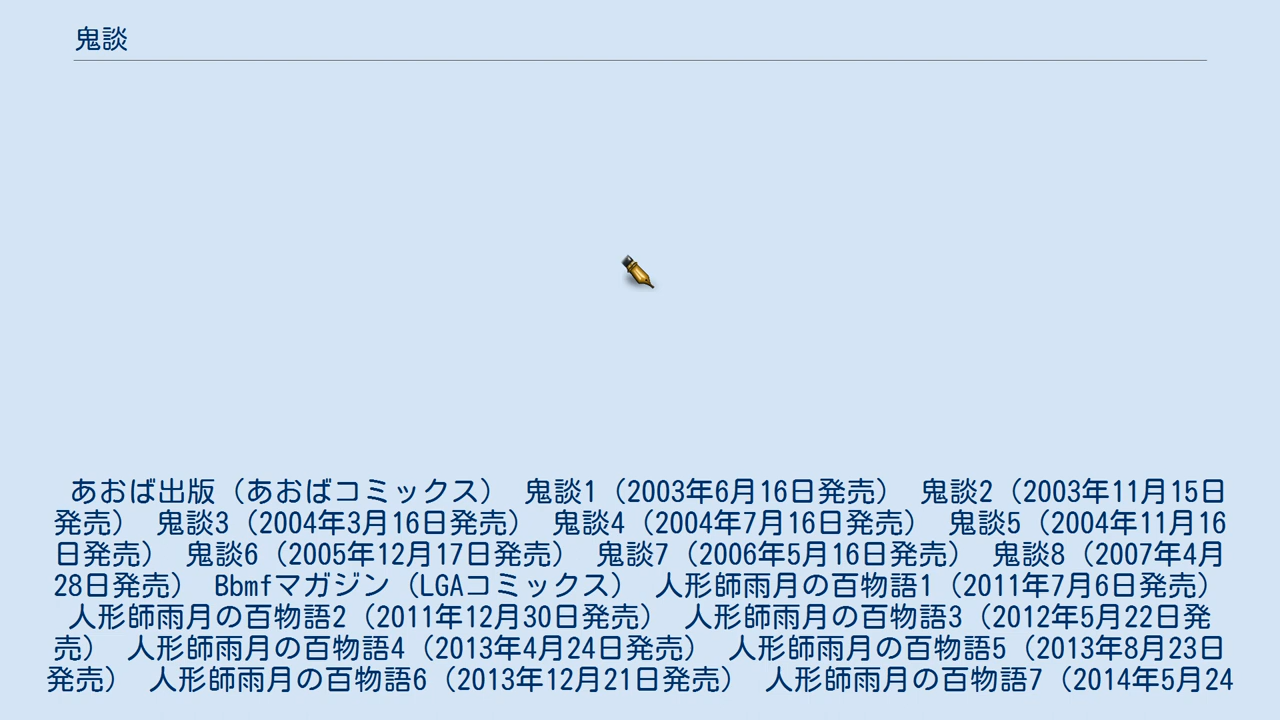 鬼談
あおば出版（あおばコミックス） 鬼談1（2003年6月16日発売） 鬼談2（2003年11月15日
発売） 鬼談3（2004年3月16日発売） 鬼談4（2004年7月16日発売） 鬼談5（2004年11月16
日発売） 鬼談6（2005年12月17日発売） 鬼談7（2006年5月16日発売） 鬼談8（2007年4月
28日発売） Bbmfマガジン（LGAコミックス） 人形師雨月の百物語1（2011年7月6日発売）
人形師雨月の百物語2（2011年12月30日発売） 人形師雨月の百物語3（2012年5月22日発
売） 人形師雨月の百物語4（2013年4月24日発売） 人形師雨月の百物語5（2013年8月23日
発売） 人形師雨月の百物語6（2013年12月21日発売） 人形師雨月の百物語7（2014年5月24